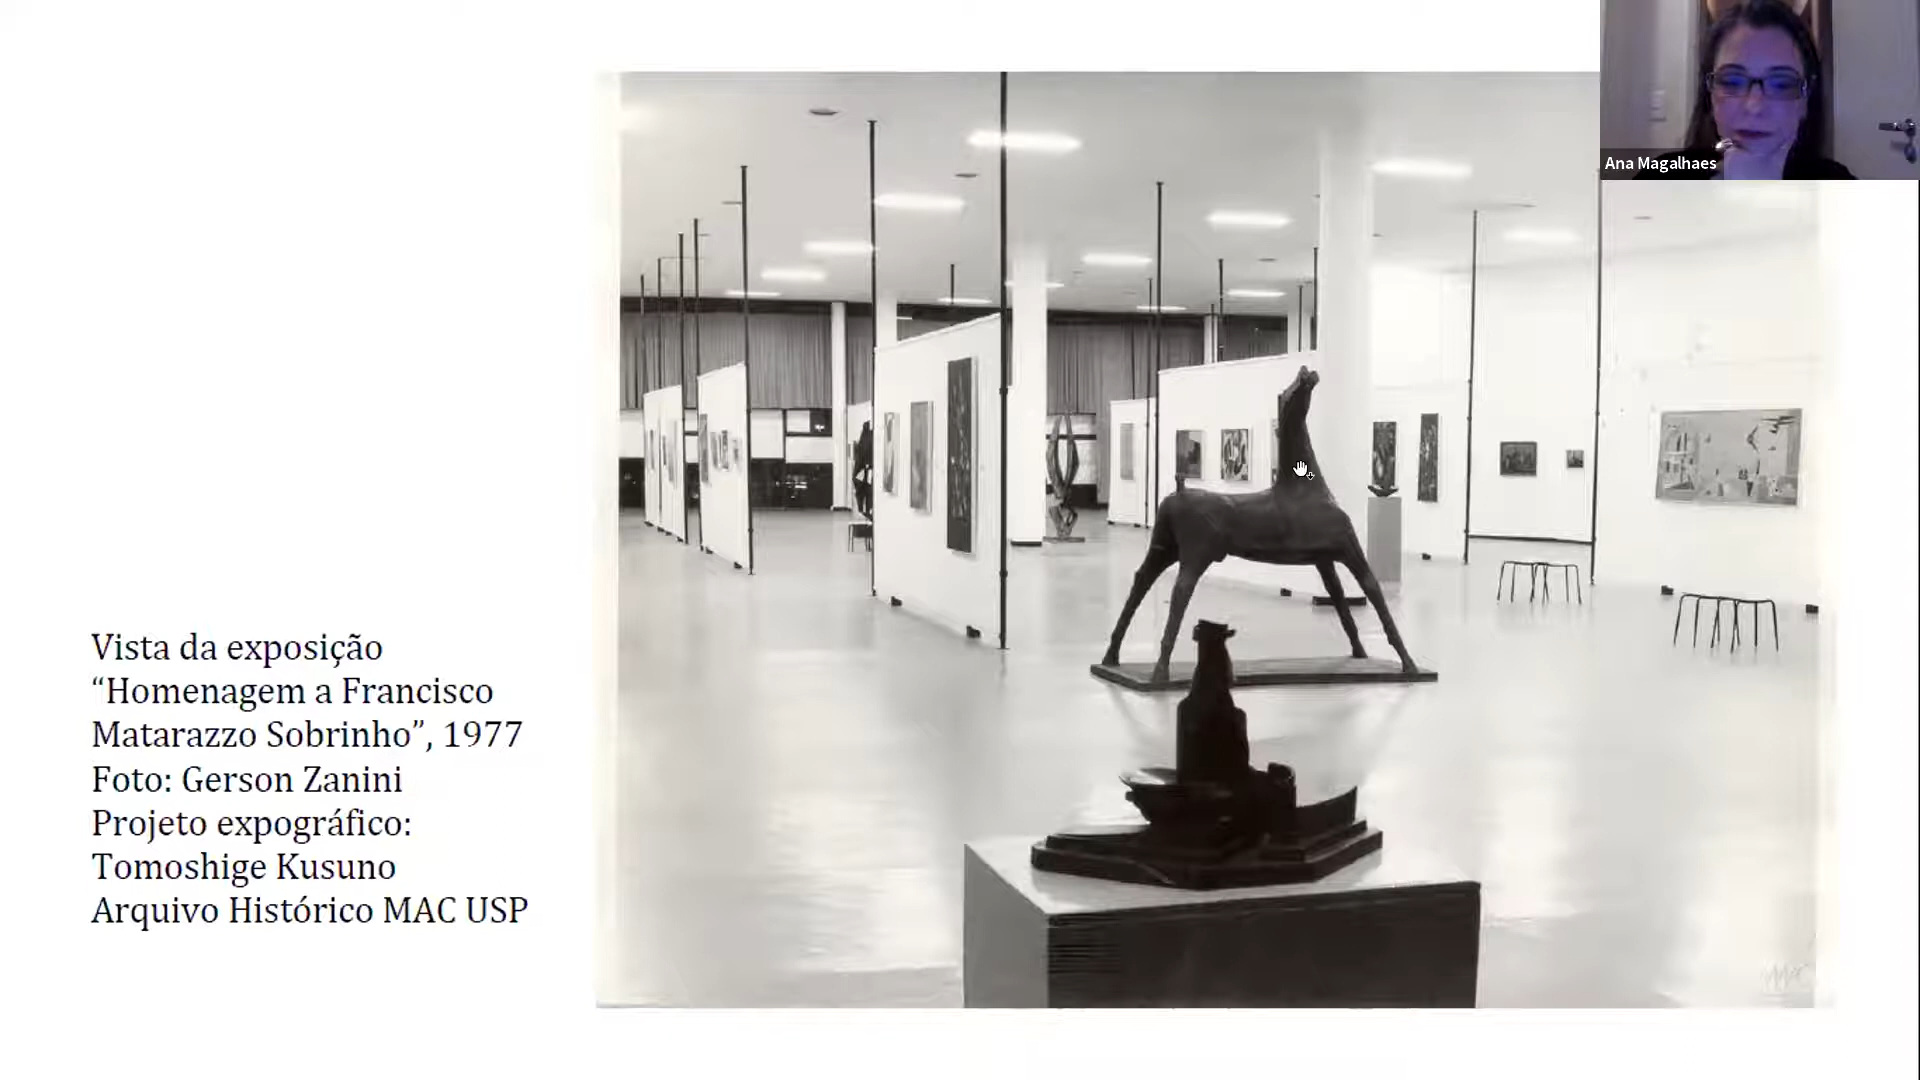 Ana Magalhaes
Vista da exposição
“Homenagem a Francisco
Matarazzo Sobrinho”, 1977
Foto: Gerson Zanini
Projeto expográfico:
Tomoshige Kusuno
Arquivo Histórico MAC USP
MAC